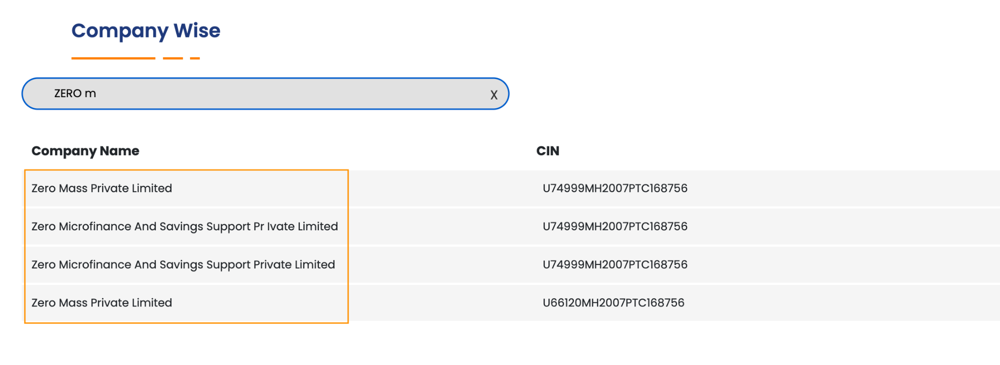 Company Wise
ZERO m X
Company Name CIN
Zero Mass Private Limited U74999MH2007PTC168756
Zero Microfinance And Savings Support Pr Ivate Limited U74999MH2007PTC168756
Zero Microfinance And Savings Support Private Limited U74999MH2007PTC168756
Zero Mass Private Limited U66120MH2007PTC168756